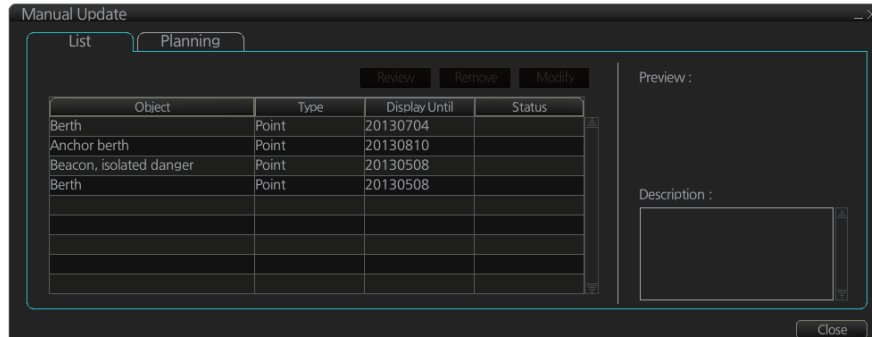 Manual Update
List Planning
Review Remove Modify
Preview :
Object Type Display Until Status
Berth Point 20130704
Anchor berth Point 20130810
Beacon, isolated danger Point 20130508
Berth Point 20130508
Description :
Close